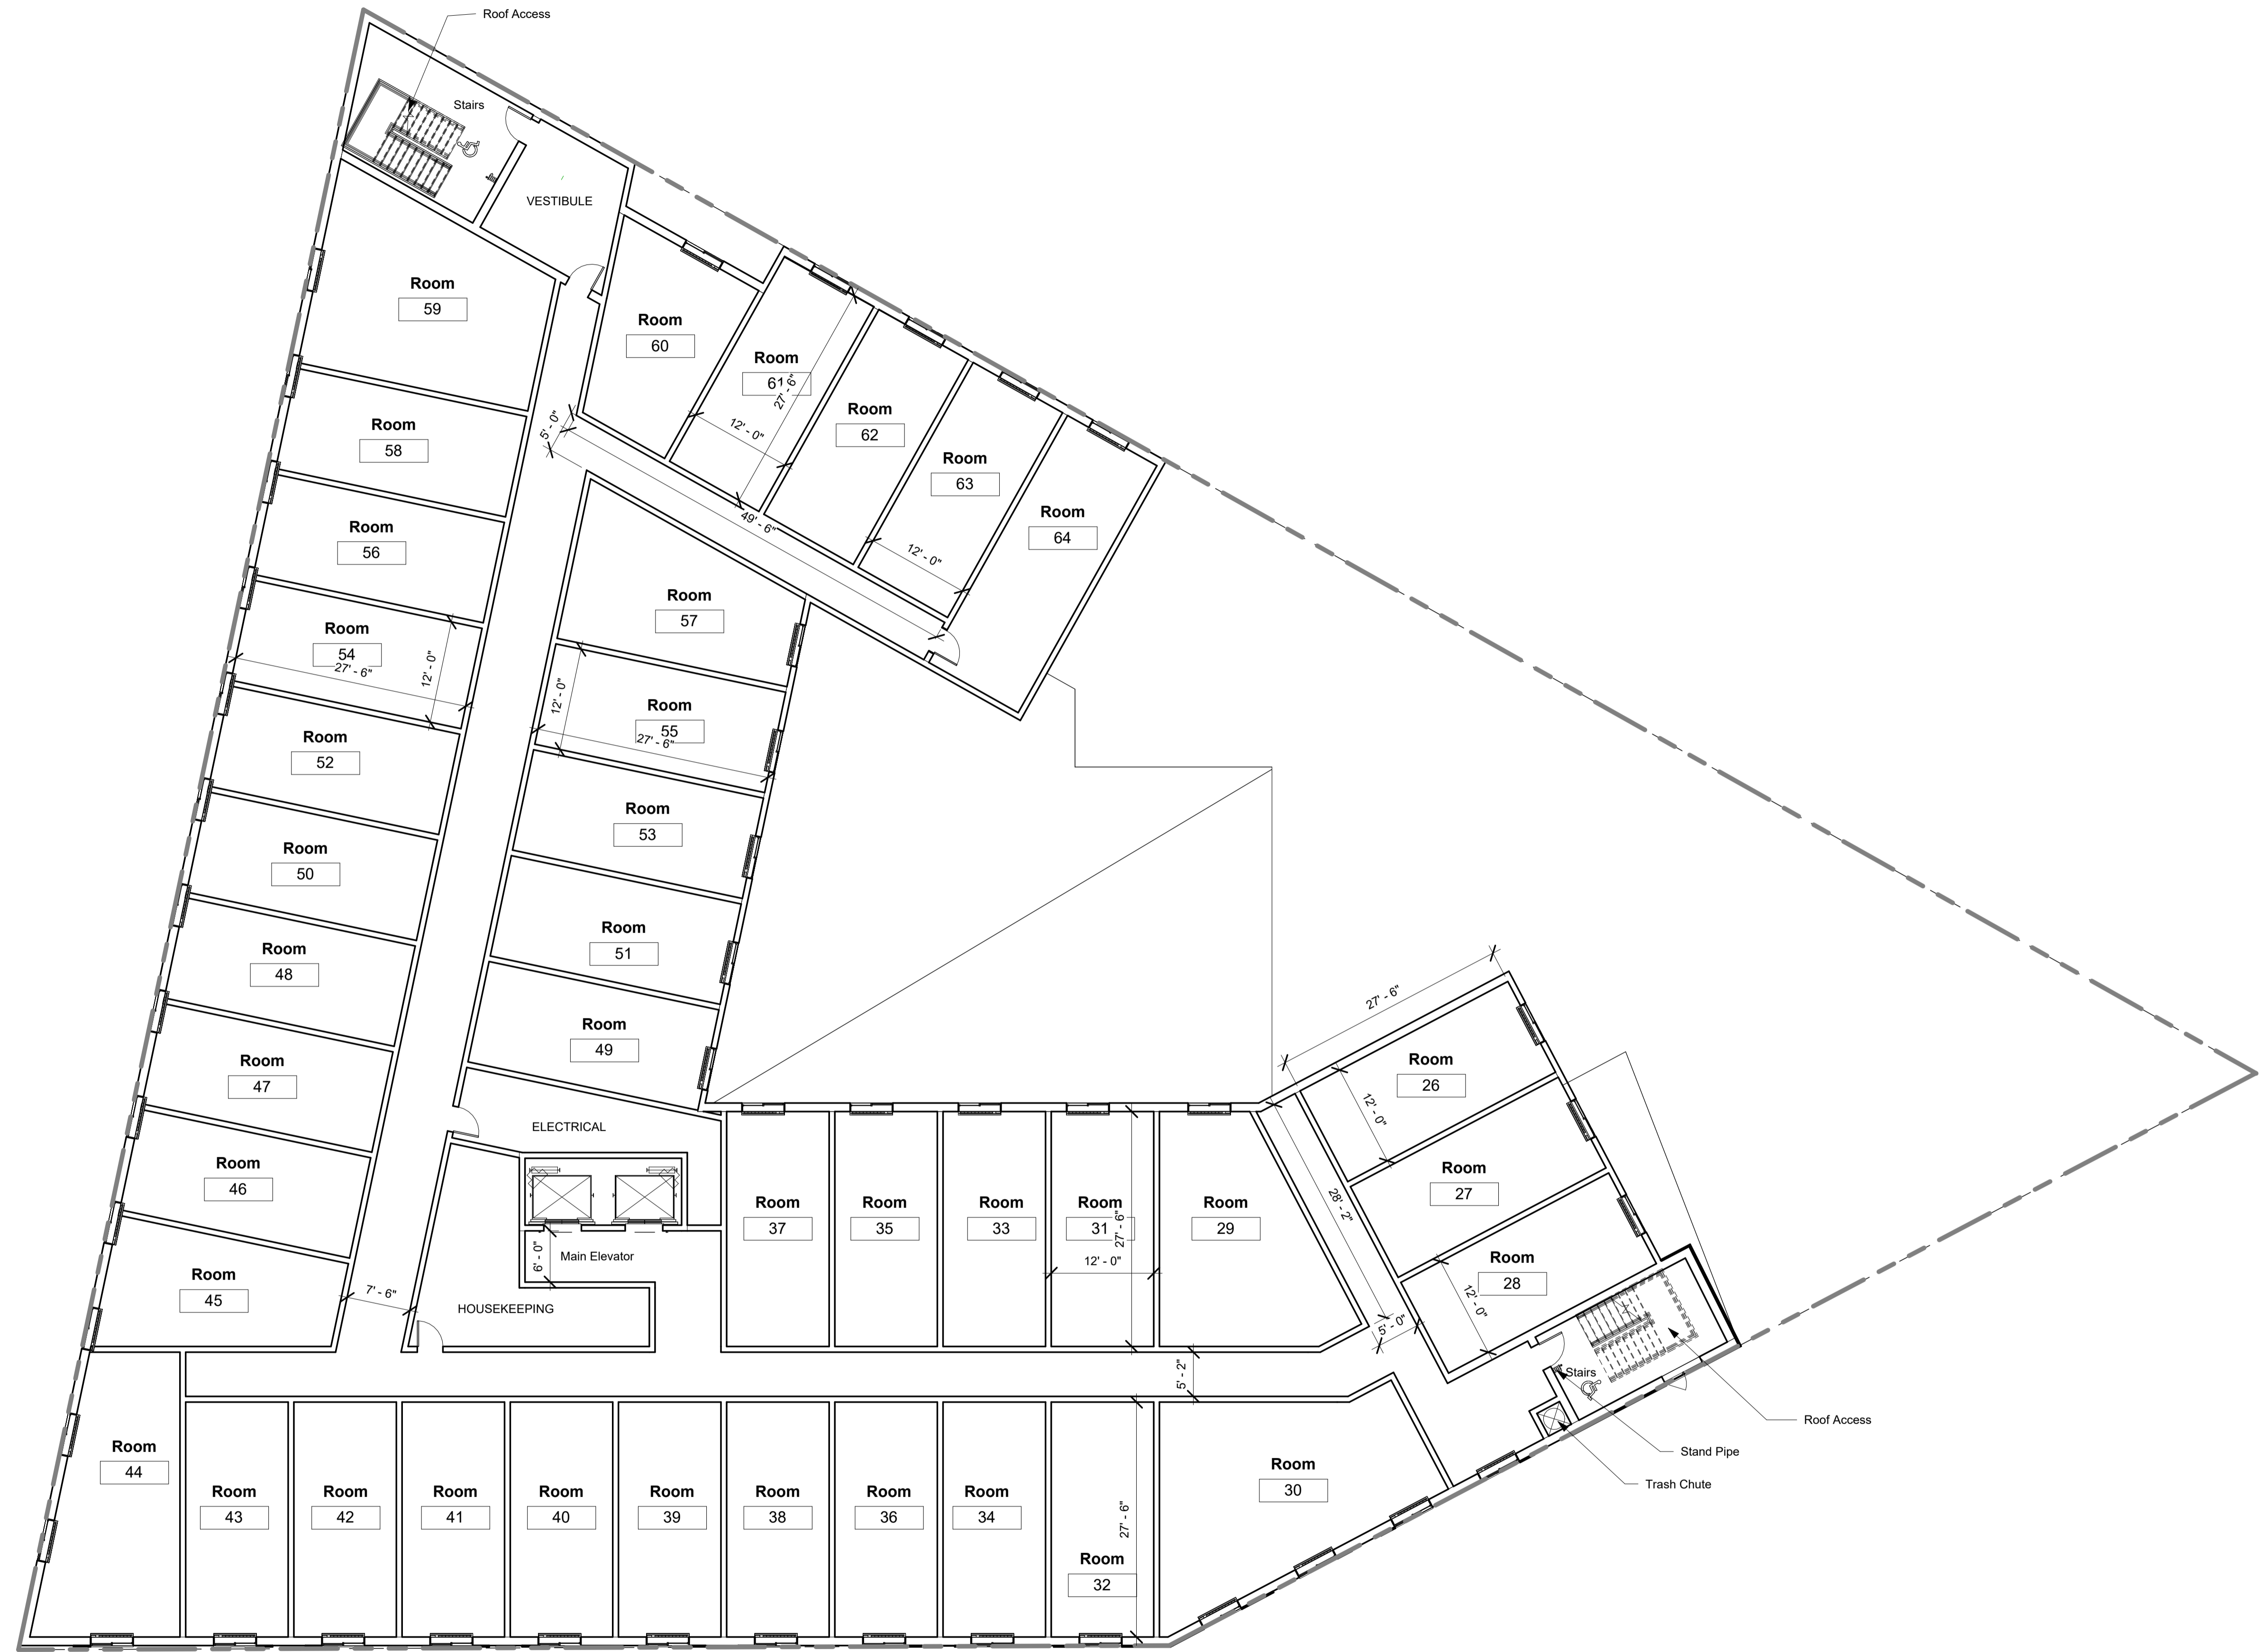 Roof Access
Stairs
VESTIBULE
Room
59
Room
60
Room
61
27' - 6"
12' - 0"
Room
62
Room
63
12' - 0"
Room
64
5' - 0"
49' - 6"
Room
58
Room
56
Room
54
27' - 6"
12' - 0"
Room
57
Room
55
12' - 0"
27' - 6"
Room
52
Room
53
Room
50
Room
51
Room
48
Room
49
Room
47
Room
46
Room
45
7' - 6"
ELECTRICAL
6' - 0"
Main Elevator
HOUSEKEEPING
Room
37
Room
35
Room
33
Room
31
27' - 6"
12' - 0"
Room
29
27' - 6"
Room
26
12' - 0"
Room
27
28' - 2"
Room
28
12' - 0"
5' - 0"
5' - 2"
Stairs
Roof Access
Stand Pipe
Trash Chute
Room
44
Room
43
Room
42
Room
41
Room
40
Room
39
Room
38
Room
36
Room
34
27' - 6"
Room
32
Room
30